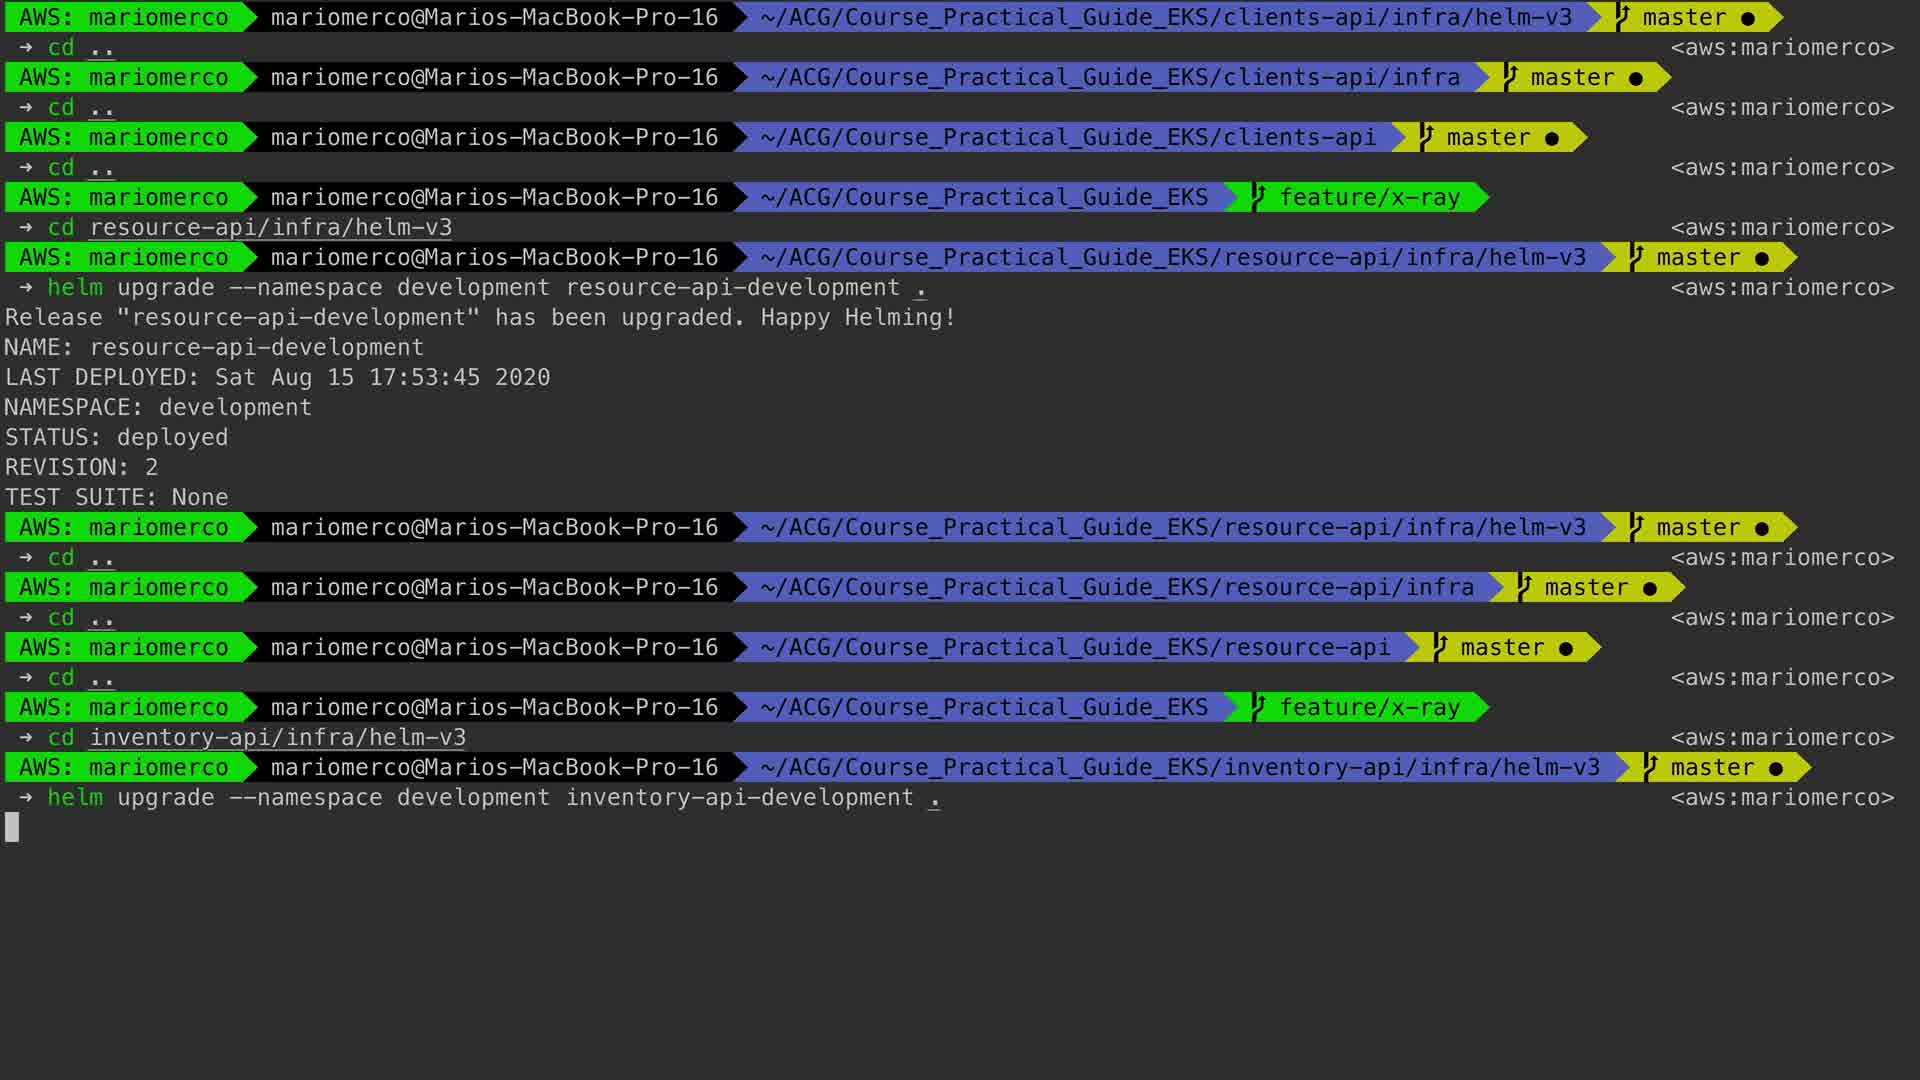 AWS: mariomerco mariomerco@Marios-MacBook-Pro-16 ~/ACG/Course_Practical_Guide_EKS/clients-api/infra/helm-v3 master ●
➜ cd .. <aws:mariomerco>
AWS: mariomerco mariomerco@Marios-MacBook-Pro-16 ~/ACG/Course_Practical_Guide_EKS/clients-api/infra master ●
➜ cd .. <aws:mariomerco>
AWS: mariomerco mariomerco@Marios-MacBook-Pro-16 ~/ACG/Course_Practical_Guide_EKS/clients-api master ●
➜ cd .. <aws:mariomerco>
AWS: mariomerco mariomerco@Marios-MacBook-Pro-16 ~/ACG/Course_Practical_Guide_EKS feature/x-ray
➜ cd resource-api/infra/helm-v3 <aws:mariomerco>
AWS: mariomerco mariomerco@Marios-MacBook-Pro-16 ~/ACG/Course_Practical_Guide_EKS/resource-api/infra/helm-v3 master ●
➜ helm upgrade --namespace development resource-api-development . <aws:mariomerco>
Release "resource-api-development" has been upgraded. Happy Helming!
NAME: resource-api-development
LAST DEPLOYED: Sat Aug 15 17:53:45 2020
NAMESPACE: development
STATUS: deployed
REVISION: 2
TEST SUITE: None
AWS: mariomerco mariomerco@Marios-MacBook-Pro-16 ~/ACG/Course_Practical_Guide_EKS/resource-api/infra/helm-v3 master ●
➜ cd .. <aws:mariomerco>
AWS: mariomerco mariomerco@Marios-MacBook-Pro-16 ~/ACG/Course_Practical_Guide_EKS/resource-api/infra master ●
➜ cd .. <aws:mariomerco>
AWS: mariomerco mariomerco@Marios-MacBook-Pro-16 ~/ACG/Course_Practical_Guide_EKS/resource-api master ●
➜ cd .. <aws:mariomerco>
AWS: mariomerco mariomerco@Marios-MacBook-Pro-16 ~/ACG/Course_Practical_Guide_EKS feature/x-ray
➜ cd inventory-api/infra/helm-v3 <aws:mariomerco>
AWS: mariomerco mariomerco@Marios-MacBook-Pro-16 ~/ACG/Course_Practical_Guide_EKS/inventory-api/infra/helm-v3 master ●
➜ helm upgrade --namespace development inventory-api-development . <aws:mariomerco>